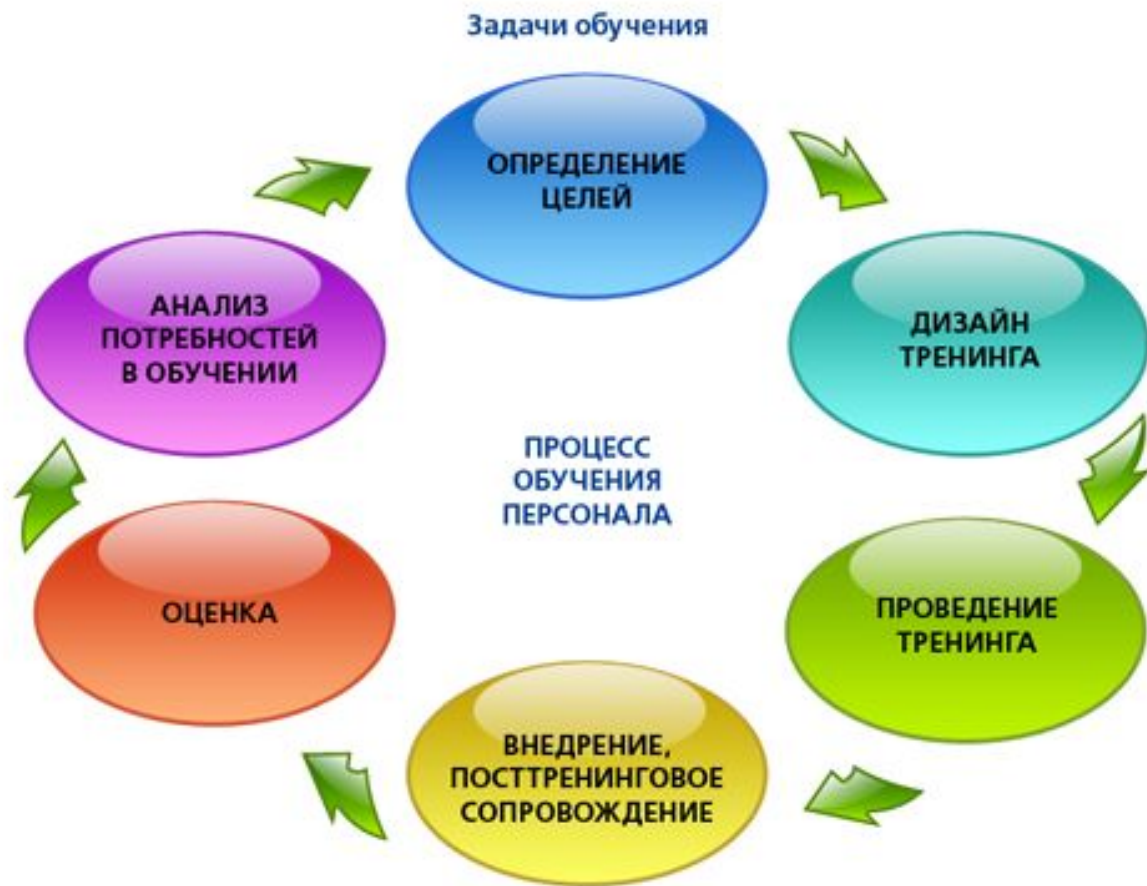 Задачи обучения
ОПРЕДЕЛЕНИЕ
ЦЕЛЕЙ
АНАЛИЗ
ПОТРЕБНОСТЕЙ
В ОБУЧЕНИИ
ДИЗАЙН
ТРЕНИНГА
ПРОЦЕСС
ОБУЧЕНИЯ
ПЕРСОНАЛА
ОЦЕНКА
ПРОВЕДЕНИЕ
ТРЕНИНГА
ВНЕДРЕНИЕ,
ПОСТТРЕНИНГОВОЕ
СОПРОВОЖДЕНИЕ